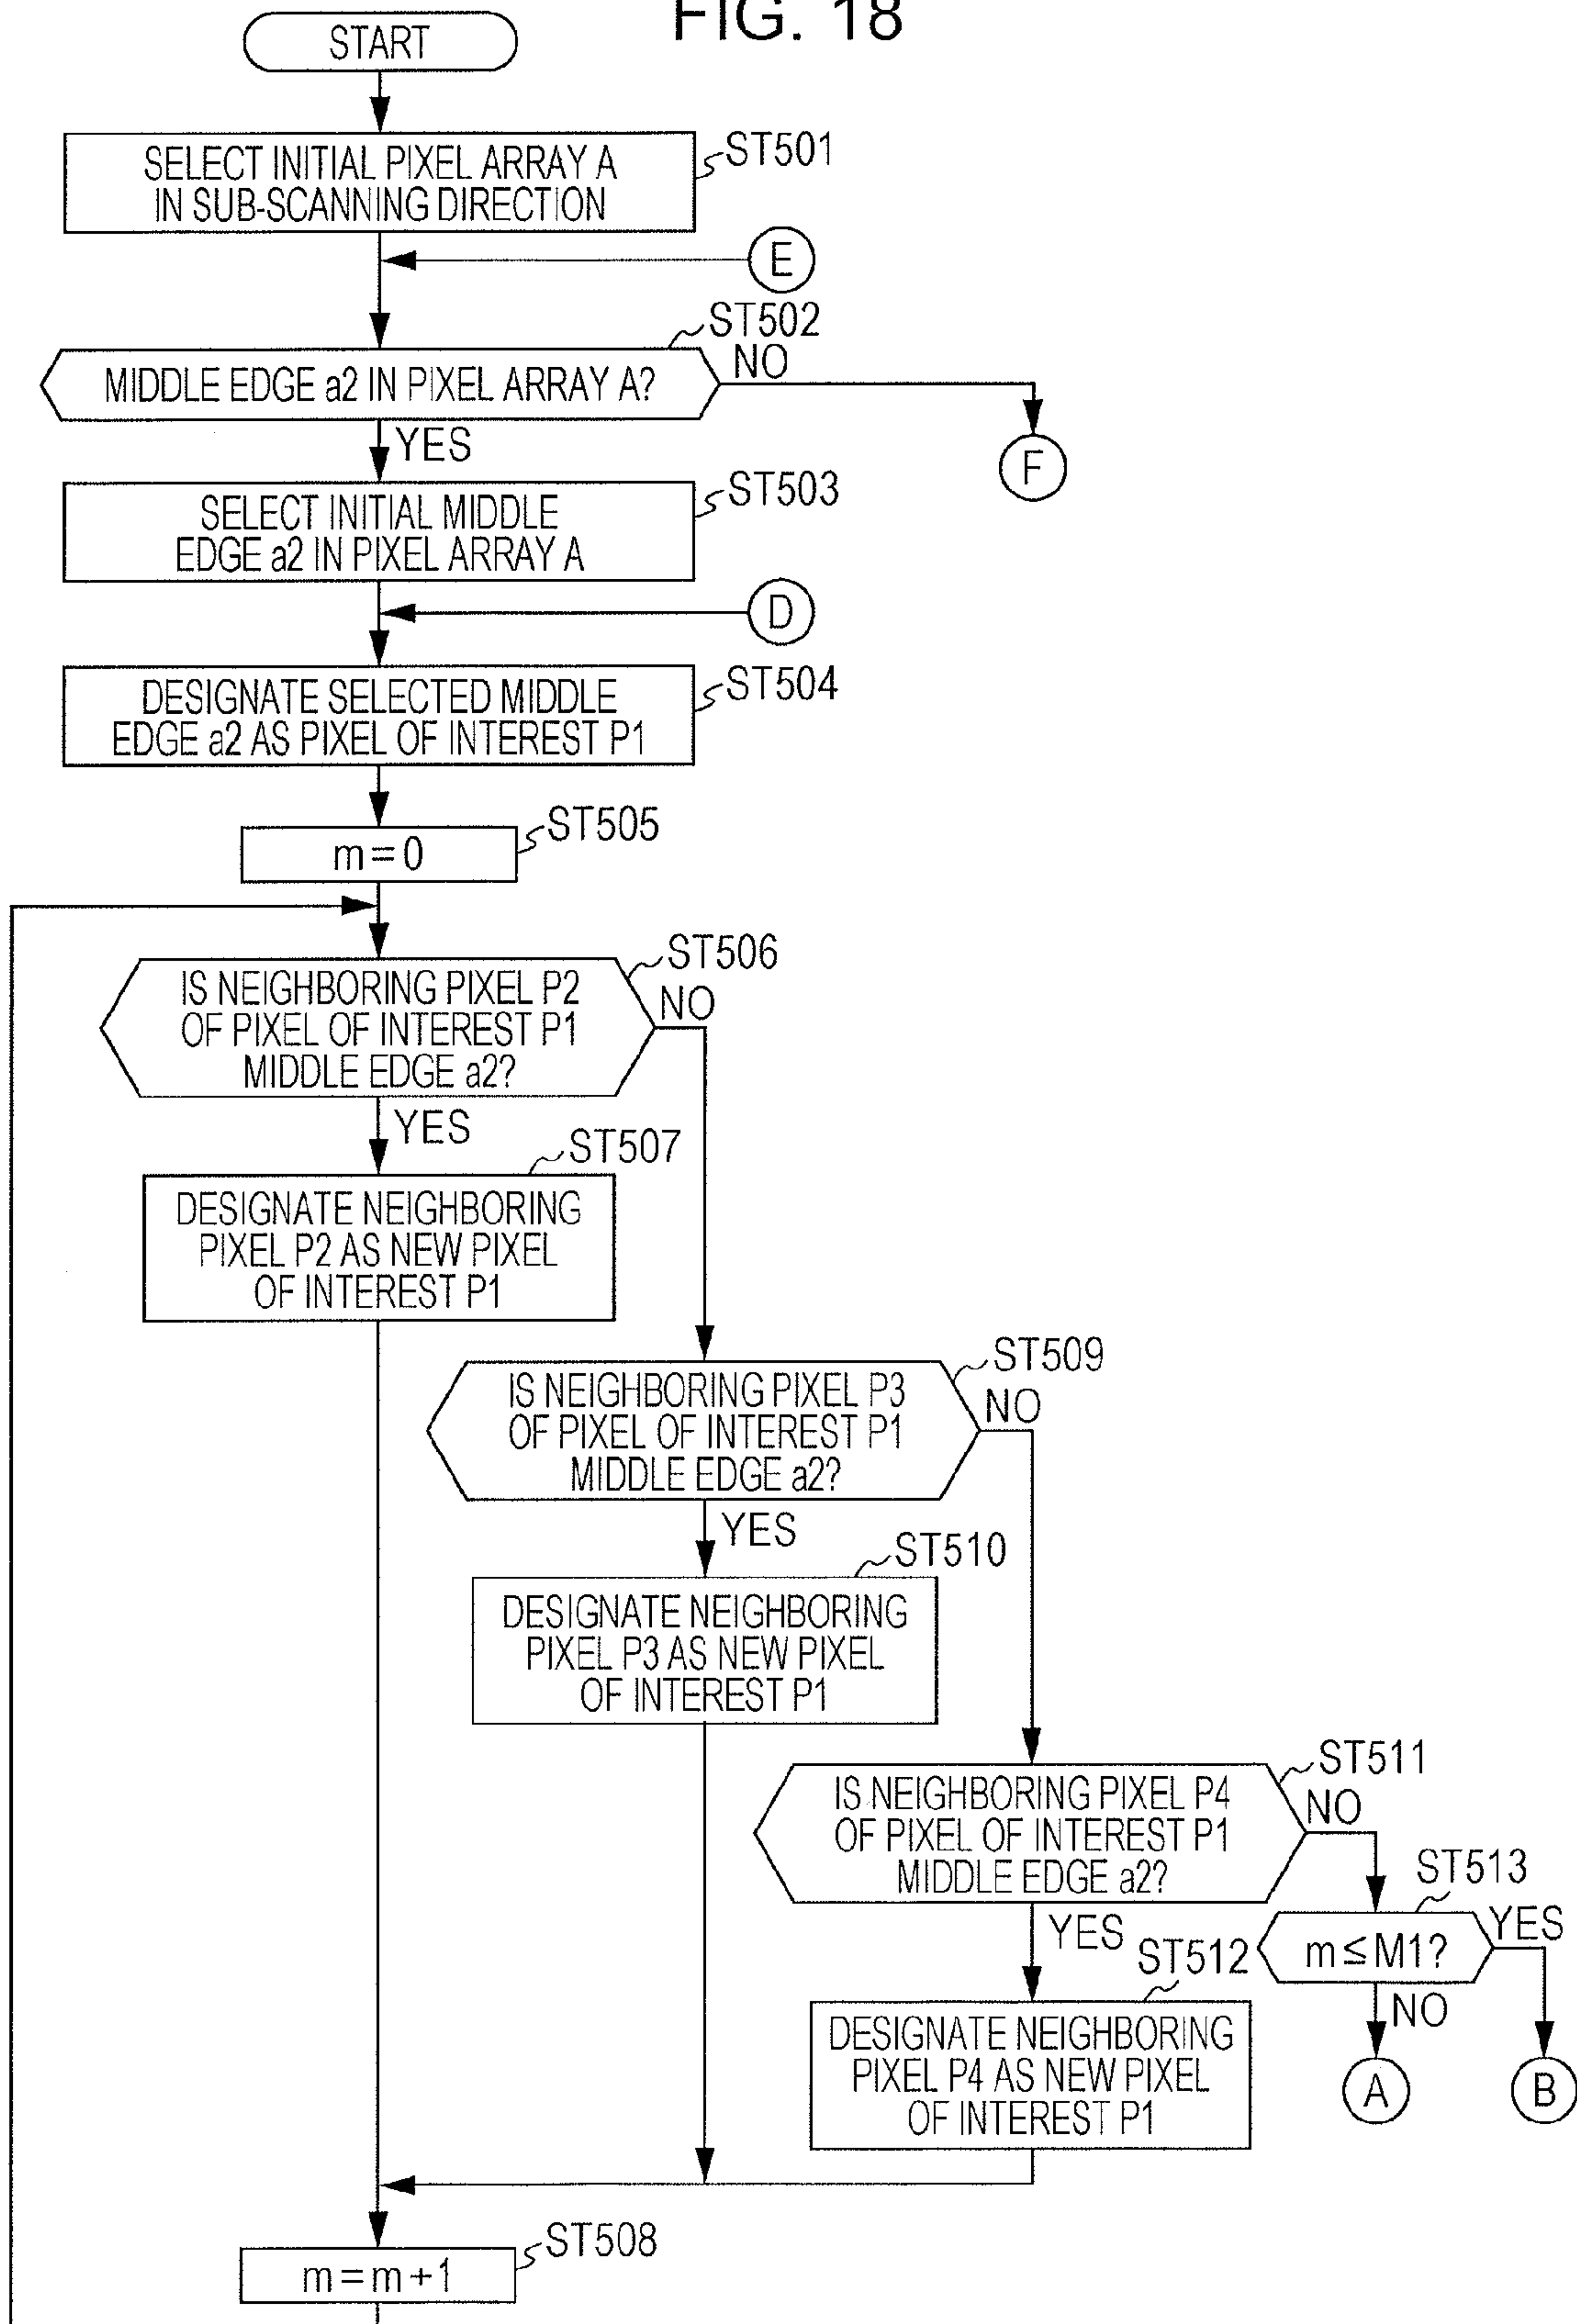 FIG. 18
START
SELECT INITIAL PIXEL ARRAY A
IN SUB-SCANNING DIRECTION
ST501
E
ST502
MIDDLE EDGE a2 IN PIXEL ARRAY A?
NO
YES
F
SELECT INITIAL MIDDLE
EDGE a2 IN PIXEL ARRAY A
ST503
D
DESIGNATE SELECTED MIDDLE
EDGE a2 AS PIXEL OF INTEREST P1
ST504
m=0
ST505
IS NEIGHBORING PIXEL P2
OF PIXEL OF INTEREST P1
MIDDLE EDGE a2?
ST506
NO
YES
ST507
DESIGNATE NEIGHBORING
PIXEL P2 AS NEW PIXEL
OF INTEREST P1
IS NEIGHBORING PIXEL P3
OF PIXEL OF INTEREST P1
MIDDLE EDGE a2?
ST509
NO
YES
ST510
DESIGNATE NEIGHBORING
PIXEL P3 AS NEW PIXEL
OF INTEREST P1
IS NEIGHBORING PIXEL P4
OF PIXEL OF INTEREST P1
MIDDLE EDGE a2?
ST511
NO
ST513
YES
m≤M1?
YES
NO
ST512
DESIGNATE NEIGHBORING
PIXEL P4 AS NEW PIXEL
OF INTEREST P1
A
B
m=m+1
ST508